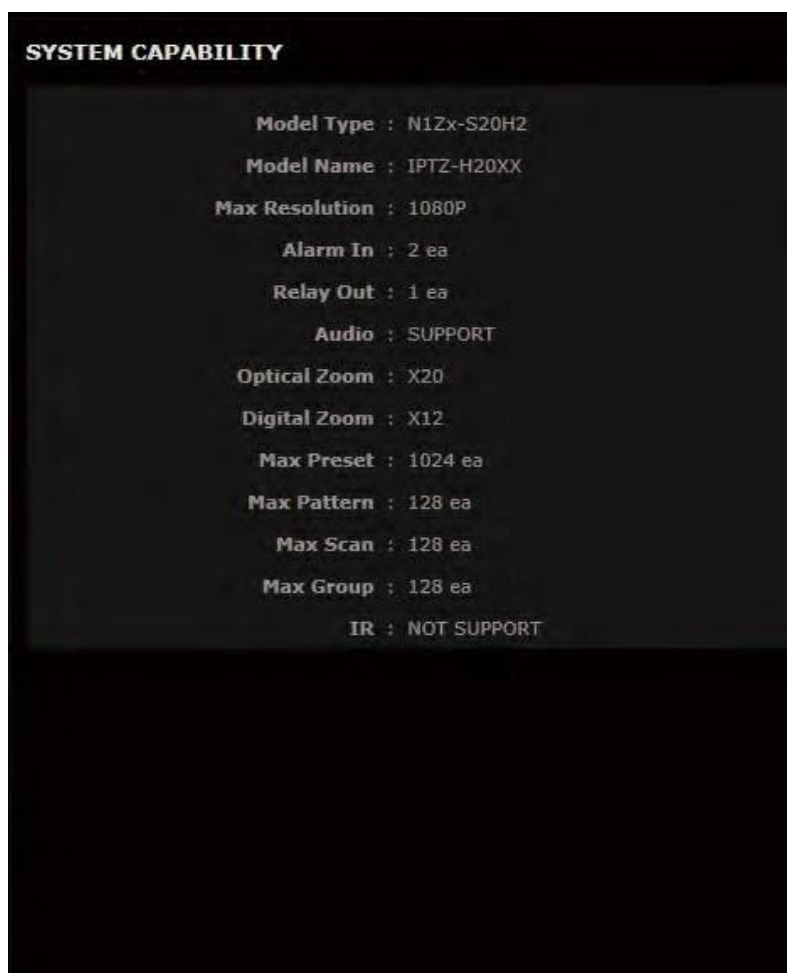 SYSTEM CAPABILITY
Model Type : N1Zx-S20H2
Model Name : IPTZ-H20XX
Max Resolution : 1080P
Alarm In : 2 ea
Relay Out : 1 ea
Audio : SUPPORT
Optical Zoom : X20
Digital Zoom : X12
Max Preset : 1024 ea
Max Pattern : 128 ea
Max Scan : 128 ea
Max Group : 128 ea
IR : NOT SUPPORT